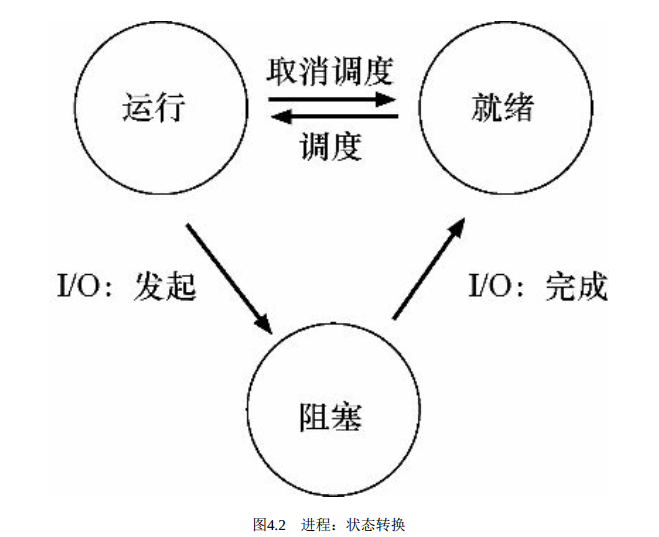 取消调度
运行
就绪
调度
I/O：发起
I/O：完成
阻塞
图4.2 进程：状态转换